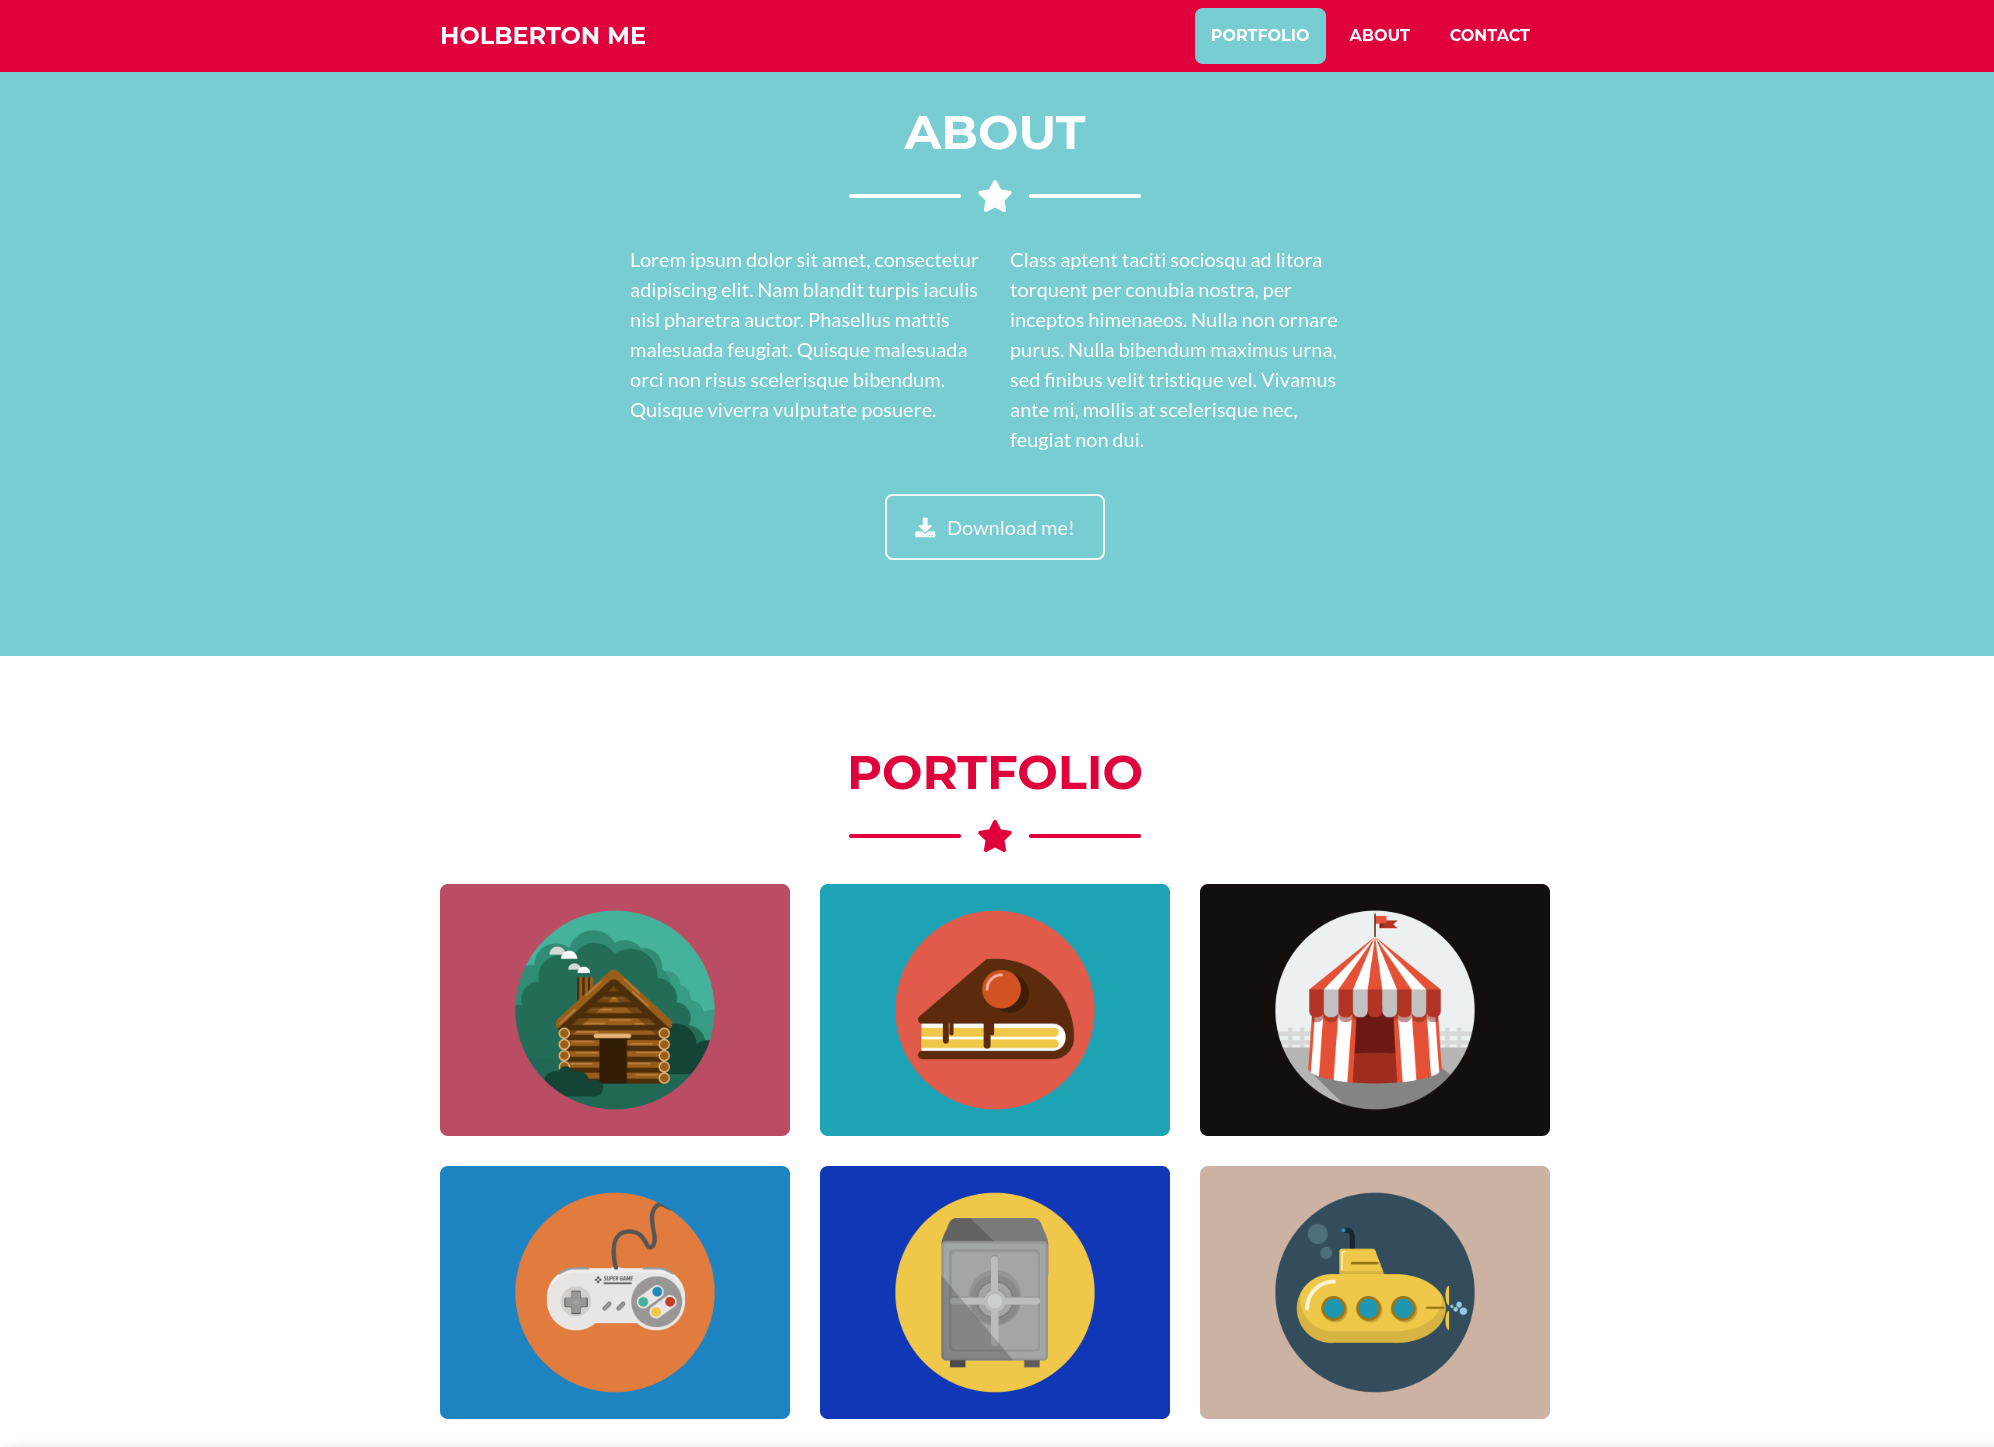 HOLBERTON ME
PORTFOLIO
ABOUT
CONTACT
ABOUT
Lorem ipsum dolor sit amet, consectetur
adipiscing elit. Nam blandit turpis iaculis
nisl pharetra auctor. Phasellus mattis
malesuada feugiat. Quisque malesuada
orci non risus scelerisque bibendum.
Quisque viverra vulputate posuere.
Class aptent taciti sociosqu ad litora
torquent per conubia nostra, per
inceptos himenaeos. Nulla non ornare
purus. Nulla bibendum maximus urna,
sed finibus velit tristique vel. Vivamus
ante mi, mollis at scelerisque nec,
feugiat non dui.
Download me!
PORTFOLIO
SUPER GAME